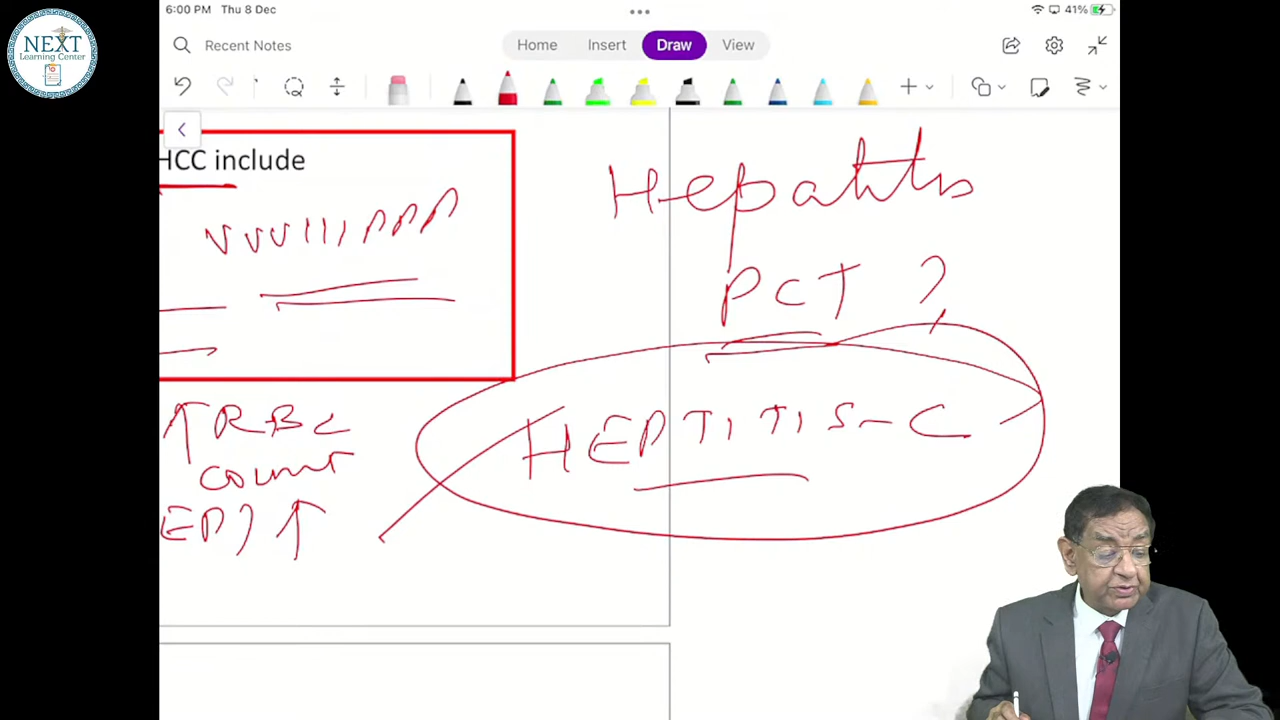 6:00 PM Thu 8 Dec
41%
NEXT
Learning Center
Recent Notes
Home
Insert
Draw
View
HCC include
Hepatitis
PCT ?
HEPTITIS-C
↑ RBC
count
EPO ↑